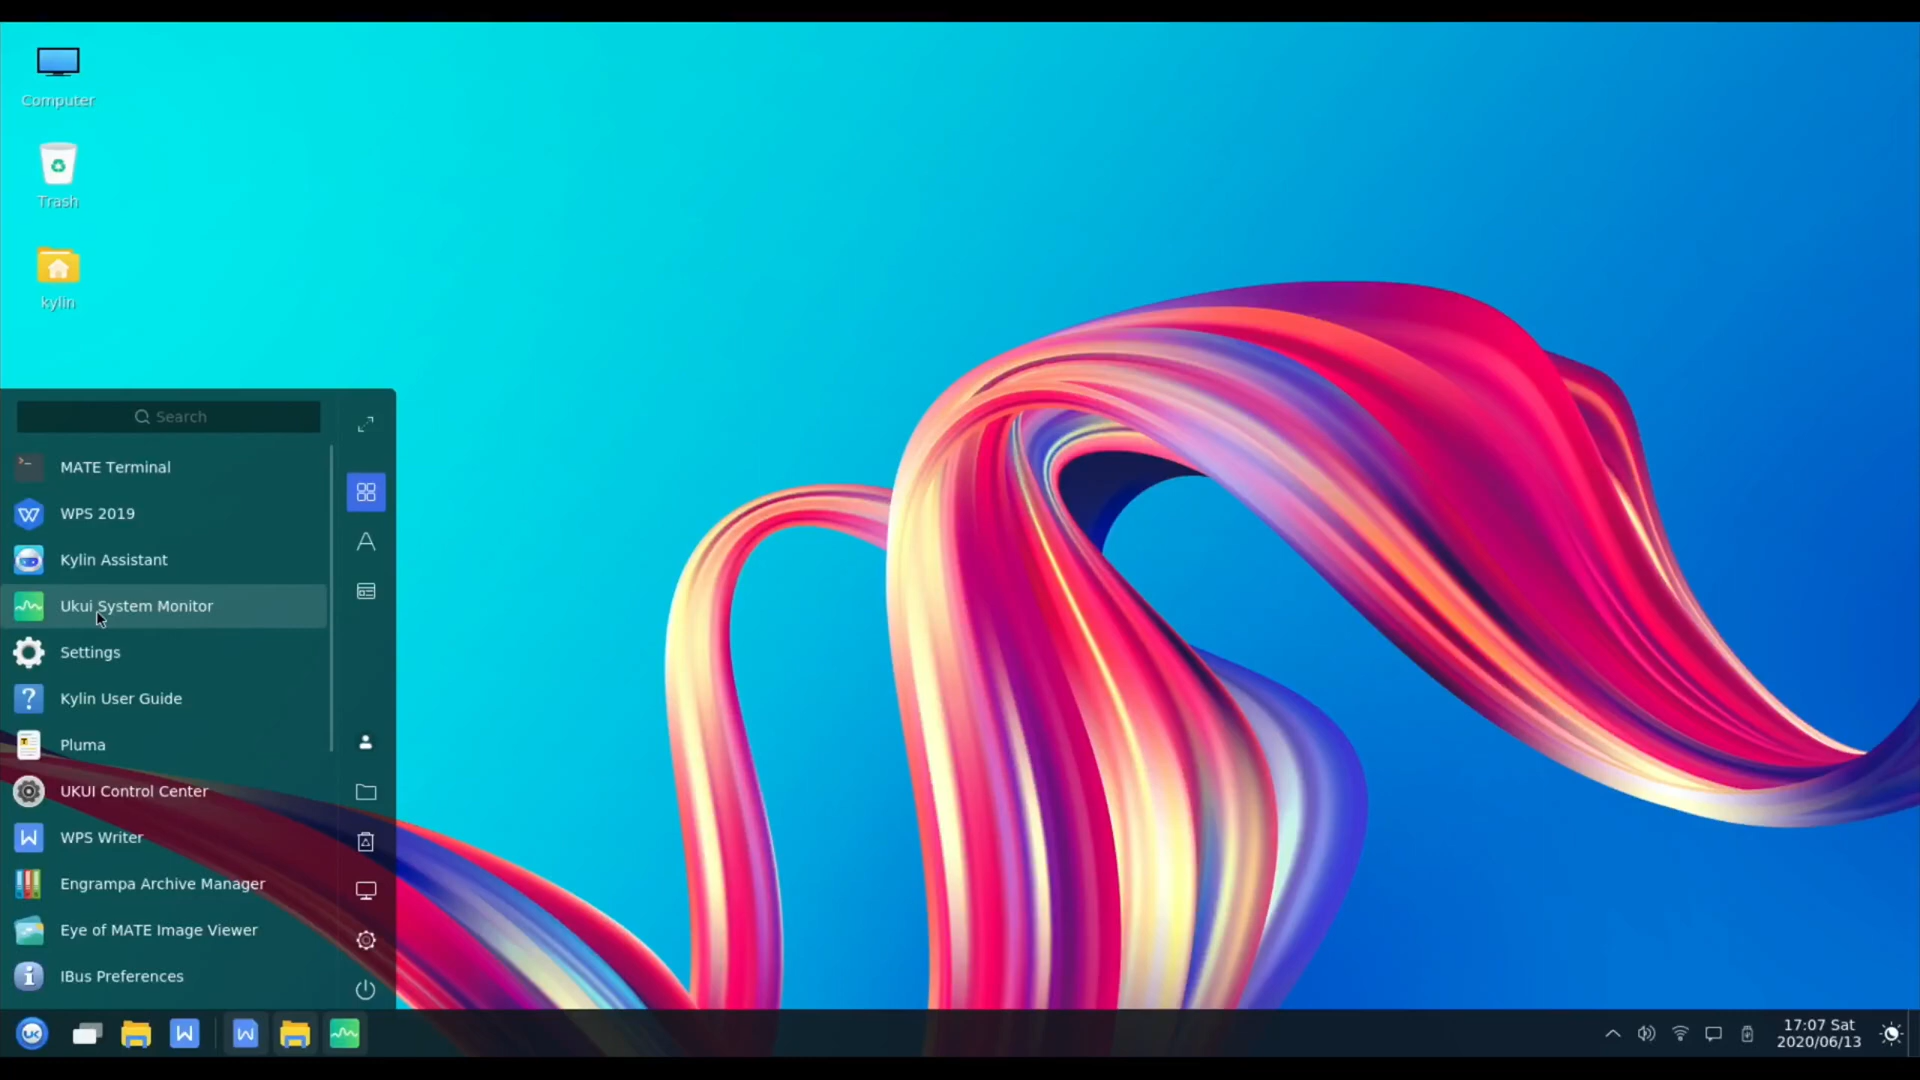 Computer
Trash
kylin
Search
MATE Terminal
WPS 2019
Kylin Assistant
Ukui System Monitor
Settings
Kylin User Guide
Pluma
UKUI Control Center
WPS Writer
Engrampa Archive Manager
Eye of MATE Image Viewer
IBus Preferences
17:07 Sat
2020/06/13